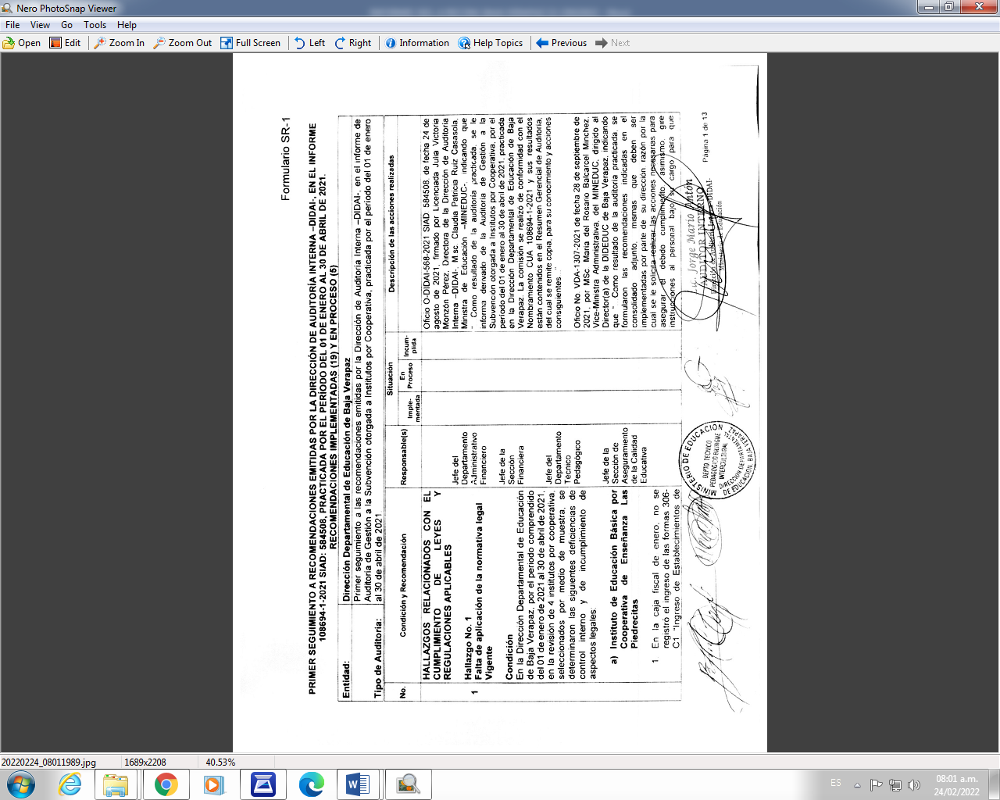 Nero PhotoSnap Viewer
File View Go Tools Help
Open Edit Zoom In Zoom Out Full Screen Left Right Information Help Topics Previous Next
Formulario SR-1
PRIMER SEGUIMIENTO A RECOMENDACIONES EMITIDAS POR LA DIRECCIÓN DE AUDITORÍA INTERNA –DIDAI-, EN EL INFORME
108694-1-2021 SIAD: 584508, PRACTICADA POR EL PERÍODO DEL 01 DE ENERO AL 30 DE ABRIL DE 2021.
RECOMENDACIONES IMPLEMENTADAS (19) Y EN PROCESO (5)
Entidad: Dirección Departamental de Educación de Baja Verapaz
Tipo de Auditoría: Primer seguimiento a las recomendaciones emitidas por la Dirección de Auditoría Interna –DIDAI-, en el informe de
Auditoría de Gestión a la Subvención otorgada a Institutos por Cooperativa, practicada por el período del 01 de enero
al 30 de abril de 2021
No. Condición y Recomendación Responsable(s) Situación Descripción de las acciones realizadas
Imple-
mentada
En
Proceso
Incum-
plida
HALLAZGOS RELACIONADOS CON EL
CUMPLIMIENTO DE LEYES Y
REGULACIONES APLICABLES
1 Hallazgo No. 1
Falta de aplicación de la normativa legal
Vigente
Condición
En la Dirección Departamental de Educación
de Baja Verapaz, por el periodo comprendido
del 01 de enero de 2021 al 30 de abril de 2021,
en la revisión de 4 institutos por cooperativa,
seleccionados por medio de muestra, se
determinaron las siguientes deficiencias de
control interno y de incumplimiento de
aspectos legales:
a) Instituto de Educación Básica por
Cooperativa de Enseñanza Las
Piedrecitas
1 En la caja fiscal de enero, no se
registró el ingreso de las formas 306-
C1 "Ingreso de Establecimientos de
Jefe del
Departamento
Administrativo
Financiero
Jefe de la
Sección
Financiera
Jefe del
Departamento
Técnico
Pedagógico
Jefe de la
Sección de
Aseguramiento
de la Calidad
Educativa
Oficio O-DIDAI-568-2021 SIAD 584508, de fecha 24 de
agosto de 2021, firmado por Licenciada Julia Victoria
Monzón Pérez, Directora de la Dirección de Auditoría
Interna –DIDAI-, M.sc. Claudia Patricia Ruiz Casasola,
Ministra de Educación –MINEDUC-, indicando que
" Como resultado de la auditoría practicada, se le
informa derivado de la Auditoría de Gestión a la
Subvención otorgada a Institutos por Cooperativa, por el
período del 01 de enero al 30 de abril de 2021, practicada
en la Dirección Departamental de Educación de Baja
Verapaz. La comisión se realizo de conformidad con el
Nombramiento CUA 108694-1-2021 y sus resultados
están contenidos en el Resumen Gerencial de Auditoría,
del cual se remite copia, para su conocimiento y acciones
consiguientes..."
Oficio No. VDA-1307-2021 de fecha 28 de septiembre de
2021, por MSc. María del Rosario Balcarcel Minchez,
Vice-Ministra Administrativa, del MINEDUC, dirigido al
Director(a) de la DIDEDUC de Baja Verapaz, indicando
que " Como resultado de la auditoría practicada, se
formularon las recomendaciones indicadas en el
consolidado adjunto, mismas que deben ser
implementadas por parte de su dirección razón por la
cual se le solicita realizar las acciones necesarias para
asegurar el debido cumplimiento asimismo, gire
instrucciones al personal bajo su cargo para que
Jorge Mario Antón
AUDITOR INTERNO
Página 1 de 13
MINISTERIO DE EDUCACIÓN
DEPTO. TECNICO
PEDAGOGICO BILINGUE
INTERCULTURAL
DIRECCION DEPARTAMENTAL
DE EDUCACION, BAJA VERAPAZ
20220224_08011989.jpg 1689x2208 40.53%
ES 08:01 a.m.
24/02/2022